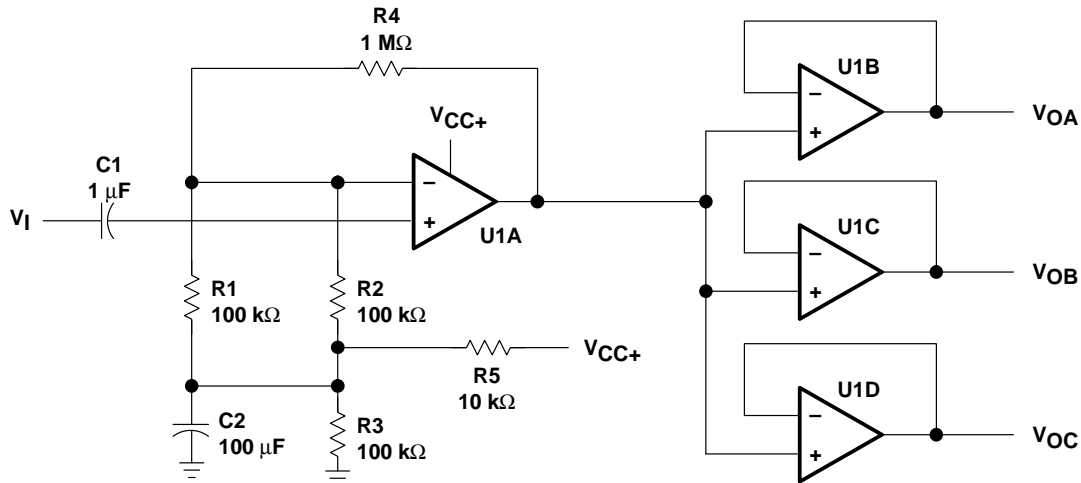 R4
1 MΩ
VCC+
C1
1 μF
VI
−
+
U1A
R1
100 kΩ
R2
100 kΩ
VCC+
R5
10 kΩ
C2
100 μF
R3
100 kΩ
U1B
−
+
VOA
U1C
−
+
VOB
U1D
−
+
VOC